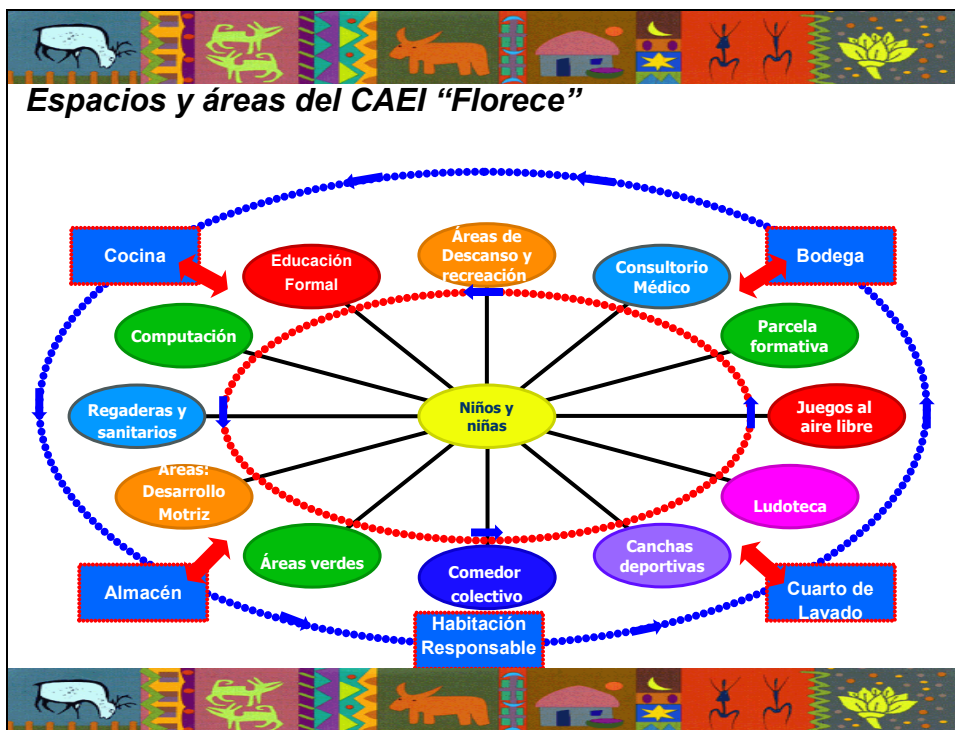 Espacios y áreas del CAEI “Florece”
Cocina
Educación
Formal
Áreas de
Descanso y
recreación
Consultorio
Médico
Bodega
Computación
Parcela
formativa
Regaderas y
sanitarios
Niños y
niñas
Juegos al
aire libre
Áreas:
Desarrollo
Motriz
Ludoteca
Áreas verdes
Comedor
colectivo
Canchas
deportivas
Almacén
Habitación
Responsable
Cuarto de
Lavado